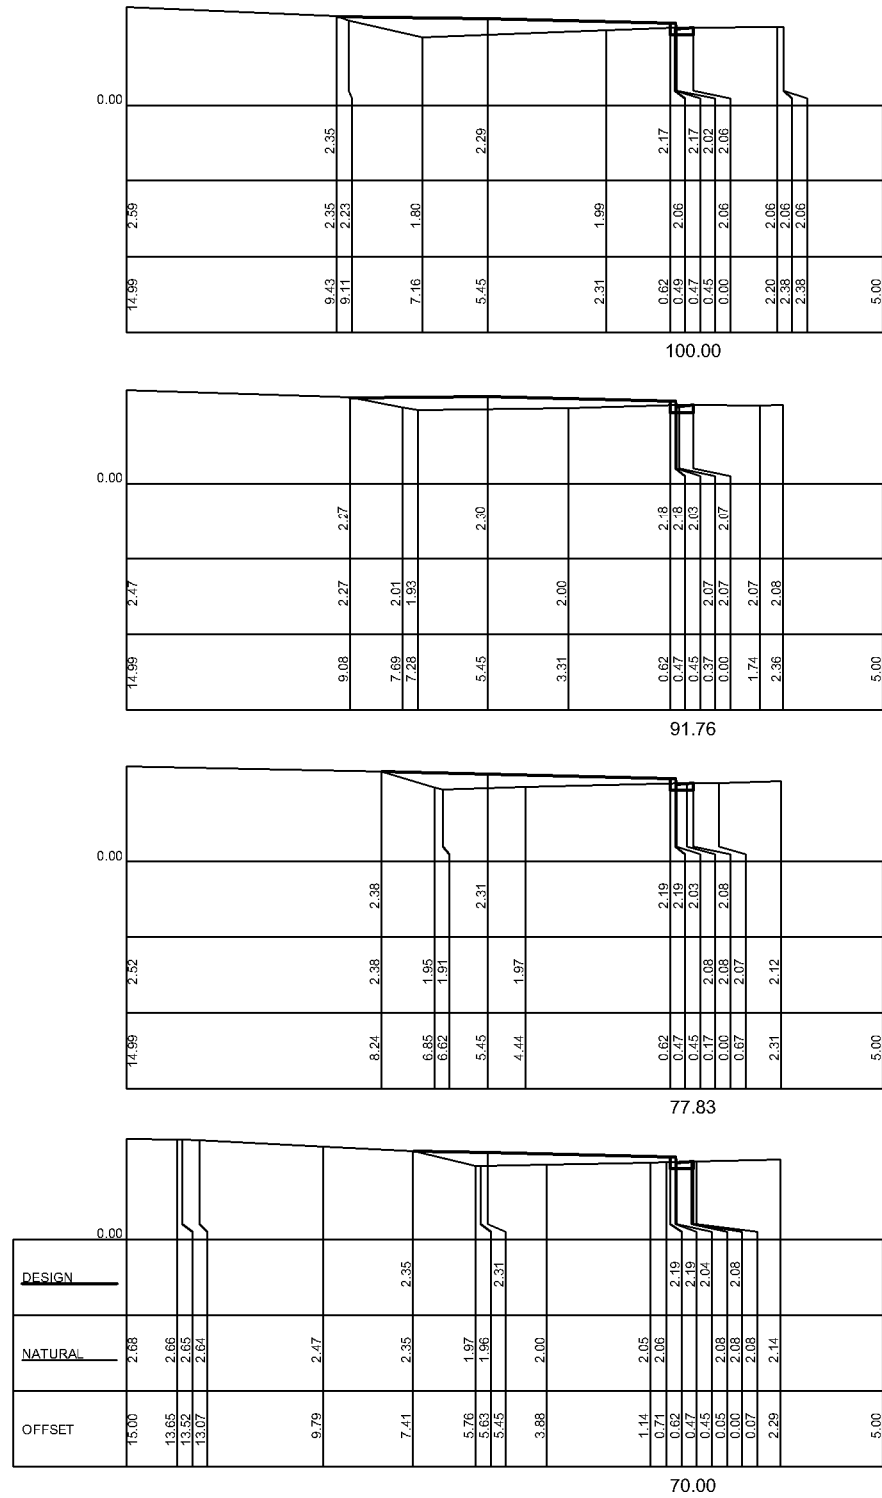 0.00
2.35 2.29 2.17 2.17 2.02 2.06
2.59 2.35 2.23 1.80 1.99 2.06 2.06 2.06 2.06 2.06
14.99 9.43 9.11 7.16 5.45 2.31 0.62 0.49 0.47 0.45 0.00 2.20 2.38 2.38 5.00
100.00
0.00
2.27 2.30 2.18 2.18 2.03 2.07
2.47 2.27 2.01 1.93 2.00 2.07 2.07 2.07 2.08
14.99 9.08 7.69 7.28 5.45 3.31 0.62 0.47 0.45 0.37 0.00 1.74 2.36 5.00
91.76
0.00
2.38 2.31 2.19 2.19 2.03 2.08
2.52 2.38 1.95 1.91 1.97 2.08 2.08 2.07 2.12
14.99 8.24 6.85 6.62 5.45 4.44 0.62 0.47 0.45 0.17 0.00 0.67 2.31 5.00
77.83
0.00
DESIGN 2.35 2.31 2.19 2.19 2.04 2.08
NATURAL 2.68 2.66 2.65 2.64 2.47 2.35 1.97 1.96 2.00 2.05 2.06 2.08 2.08 2.08 2.14
OFFSET 15.00 13.65 13.52 13.07 9.79 7.41 5.76 5.63 5.45 3.88 1.14 0.71 0.62 0.47 0.45 0.05 0.00 0.07 2.29 5.00
70.00